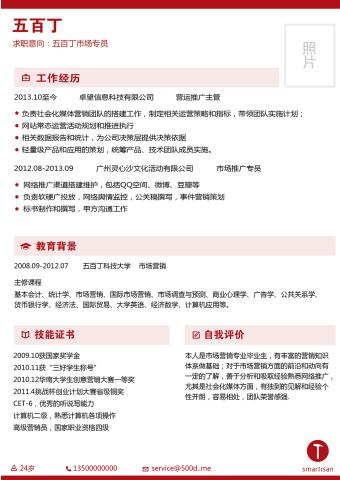 五百丁
求职意向：五百丁市场专员
照片
工作经历
2013.10至今 卓望信息科技有限公司 营运推广主管
负责社会化媒体营销团队的搭建工作，制定相关运营策略和指标，带领团队实施计划；
网站常态运营活动规划和推进执行
相关数据报告和统计，为公司决策层提供决策依据
轻量级产品和应用的策划，统筹产品、技术团队成员实施。
2012.08-2013.09 广州灵心沙文化活动有限公司 市场推广专员
网络推广渠道搭建维护，包括QQ空间、微博、豆瓣等
负责软硬广投放，网络舆情监控，公关稿撰写，事件营销策划
标书制作和撰写，甲方沟通工作
教育背景
2008.09-2012.07 五百丁科技大学 市场营销
主修课程
基本会计、统计学、市场营销、国际市场营销、市场调查与预测、商业心理学、广告学、公共关系学、
货币银行学、经济法、国际贸易、大学英语、经济数学、计算机应用等。
技能证书
2009.10获国家奖学金
2010.11获“三好学生称号”
2010.12华南大学生创意营销大赛一等奖
2011.4挑战杯创业计划大赛省级铜奖
CET-6，优秀的听说写能力
计算机二级，熟悉计算机各项操作
高级营销员，国家职业资格四级
自我评价
本人是市场营销专业毕业生，有丰富的营销知识
体系做基础；对于市场营销方面的前沿和动向有
一定的了解，善于分析和吸取经验熟悉网络推广，
尤其是社会化媒体方面，有独到的见解和经验个
性开朗，容易相处，团队荣誉感强.
24岁 13500000000 service@500d.me
smartisan